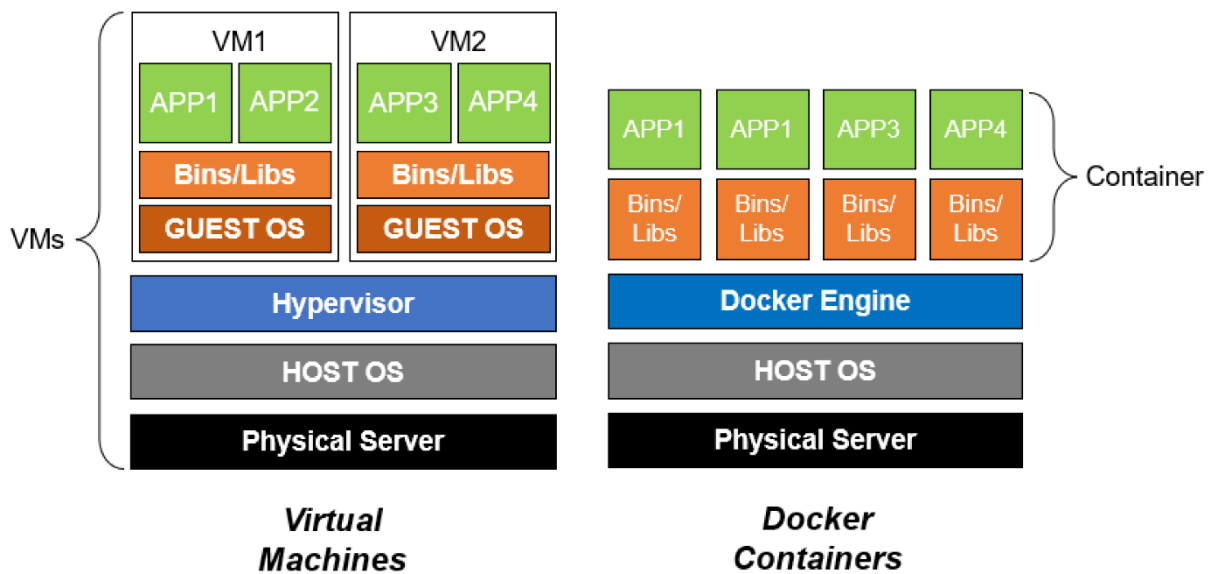 VMs
VM1
VM2
APP1
APP2
APP3
APP4
Bins/Libs
Bins/Libs
GUEST OS
GUEST OS
Hypervisor
HOST OS
Physical Server
Virtual
Machines
APP1
APP1
APP3
APP4
Bins/
Libs
Bins/
Libs
Bins/
Libs
Bins/
Libs
Container
Docker Engine
HOST OS
Physical Server
Docker
Containers